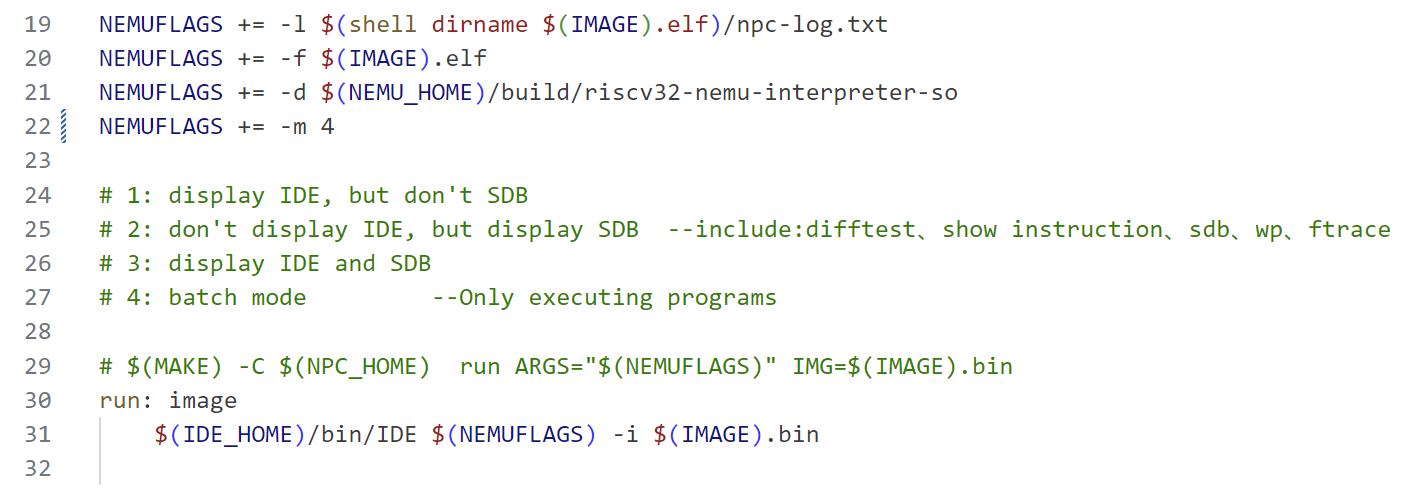 19 NEMUFLAGS += -l $(shell dirname $(IMAGE).elf)/npc-log.txt
20 NEMUFLAGS += -f $(IMAGE).elf
21 NEMUFLAGS += -d $(NEMU_HOME)/build/riscv32-nemu-interpreter-so
22 NEMUFLAGS += -m 4
23
24 # 1: display IDE, but don't SDB
25 # 2: don't display IDE, but display SDB  --include:difftest、show instruction、sdb、wp、ftrace
26 # 3: display IDE and SDB
27 # 4: batch mode         --Only executing programs
28
29 # $(MAKE) -C $(NPC_HOME)  run ARGS="$(NEMUFLAGS)" IMG=$(IMAGE).bin
30 run: image
31     $(IDE_HOME)/bin/IDE $(NEMUFLAGS) -i $(IMAGE).bin
32